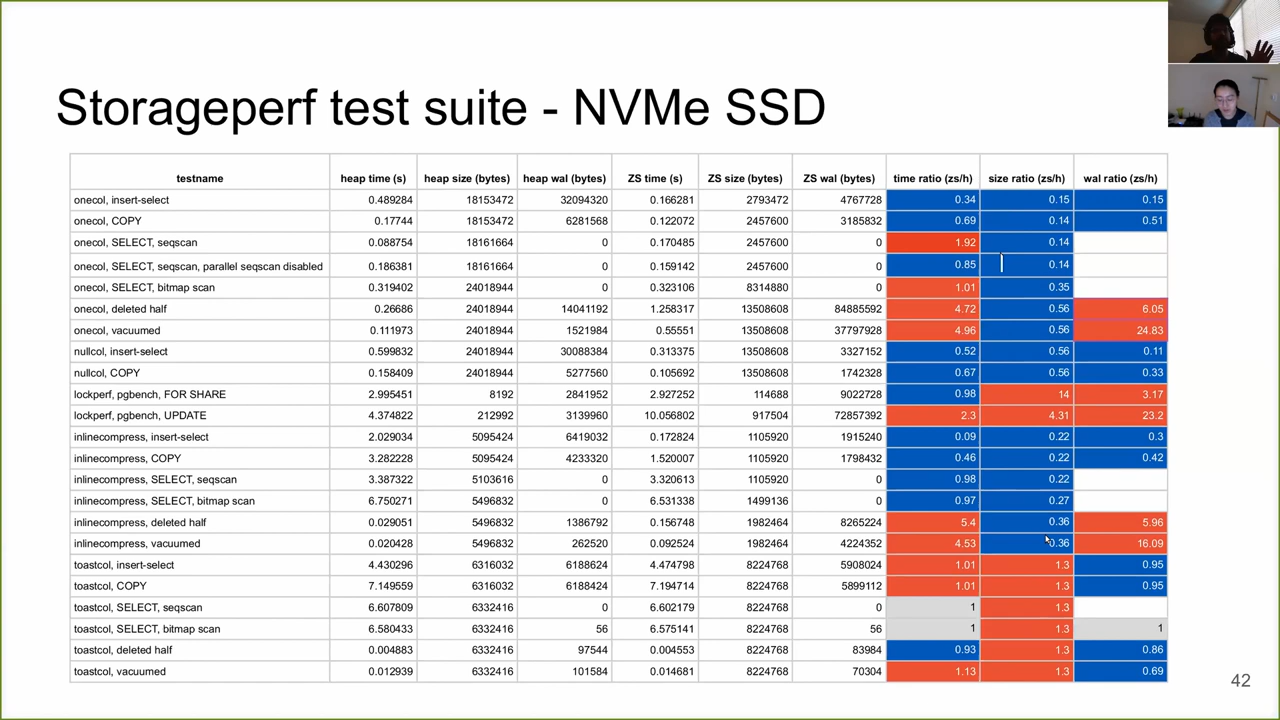 Storageperf test suite - NVMe SSD
testname heap time (s) heap size (bytes) heap wal (bytes) ZS time (s) ZS size (bytes) ZS wal (bytes) time ratio (zs/h) size ratio (zs/h) wal ratio (zs/h)
onecol, insert-select 0.489284 18153472 32094320 0.166281 2793472 4767728 0.34 0.15 0.15
onecol, COPY 0.17744 18153472 6281568 0.122072 2457600 3185832 0.69 0.14 0.51
onecol, SELECT, seqscan 0.088754 18161664 0 0.170485 2457600 0 1.92 0.14
onecol, SELECT, seqscan, parallel seqscan disabled 0.186381 18161664 0 0.159142 2457600 0 0.85 0.14
onecol, SELECT, bitmap scan 0.319402 24018944 0 0.323106 8314880 0 1.01 0.35
onecol, deleted half 0.26686 24018944 14041192 1.258317 13508608 84885592 4.72 0.56 6.05
onecol, vacuumed 0.111973 24018944 1521984 0.55551 13508608 37797928 4.96 0.56 24.83
nullcol, insert-select 0.599832 24018944 30088384 0.313375 13508608 3327152 0.52 0.56 0.11
nullcol, COPY 0.158409 24018944 5277560 0.105692 13508608 1742328 0.67 0.56 0.33
lockperf, pgbench, FOR SHARE 2.995451 8192 2841952 2.927252 114688 9022728 0.98 14 3.17
lockperf, pgbench, UPDATE 4.374822 212992 3139960 10.056802 917504 72857392 2.3 4.31 23.2
inlinecompress, insert-select 2.029034 5095424 6419032 0.172824 1105920 1915240 0.09 0.22 0.3
inlinecompress, COPY 3.282228 5095424 4233320 1.520007 1105920 1798432 0.46 0.22 0.42
inlinecompress, SELECT, seqscan 3.387322 5103616 0 3.320613 1105920 0 0.98 0.22
inlinecompress, SELECT, bitmap scan 6.750271 5496832 0 6.531338 1499136 0 0.97 0.27
inlinecompress, deleted half 0.029051 5496832 1386792 0.156748 1982464 8265224 5.4 0.36 5.96
inlinecompress, vacuumed 0.020428 5496832 262520 0.092524 1982464 4224352 4.53 0.36 16.09
toastcol, insert-select 4.430296 6316032 6188624 4.474798 8224768 5908024 1.01 1.3 0.95
toastcol, COPY 7.149559 6316032 6188424 7.194714 8224768 5899112 1.01 1.3 0.95
toastcol, SELECT, seqscan 6.607809 6332416 0 6.602179 8224768 0 1 1.3
toastcol, SELECT, bitmap scan 6.580433 6332416 56 6.575141 8224768 56 1 1.3 1
toastcol, deleted half 0.004883 6332416 97544 0.004553 8224768 83984 0.93 1.3 0.86
toastcol, vacuumed 0.012939 6332416 101584 0.014681 8224768 70304 1.13 1.3 0.69
42